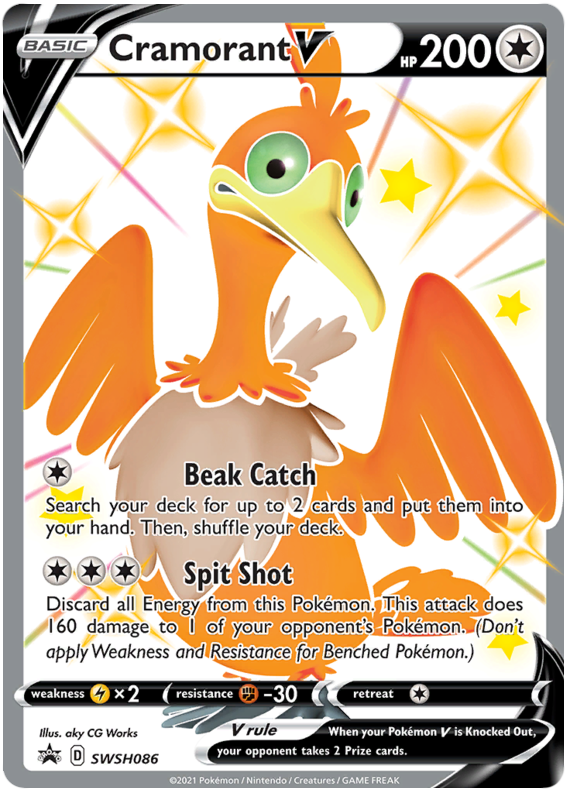 BASIC Cramorant V HP 200
Beak Catch
Search your deck for up to 2 cards and put them into
your hand. Then, shuffle your deck.
Spit Shot
Discard all Energy from this Pokémon. This attack does
160 damage to 1 of your opponent's Pokémon. (Don't
apply Weakness and Resistance for Benched Pokémon.)
weakness ×2 resistance -30 retreat
Illus. aky CG Works
V rule When your Pokémon V is Knocked Out,
your opponent takes 2 Prize cards.
D SWSH086
©2021 Pokémon / Nintendo / Creatures / GAME FREAK